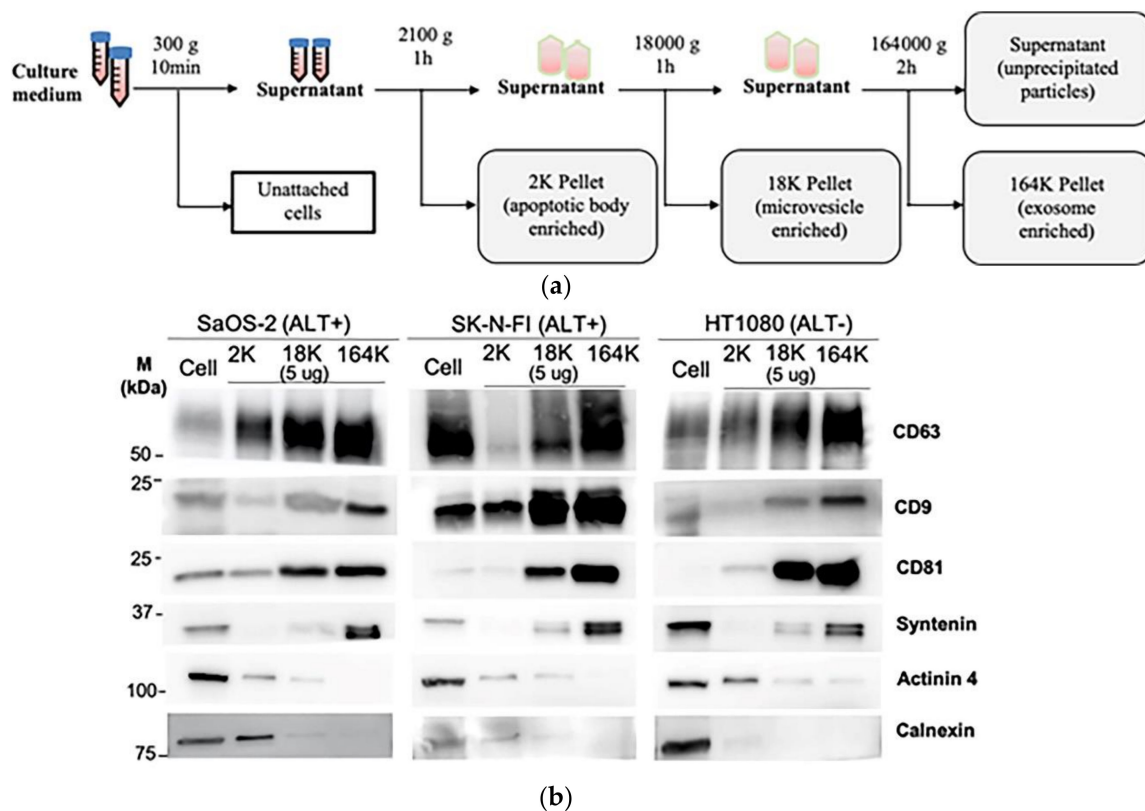 Culture
medium
300 g
10min
Supernatant
2100 g
1h
Supernatant
18000 g
1h
Supernatant
164000 g
2h
Supernatant
(unprecipitated
particles)
Unattached
cells
2K Pellet
(apoptotic body
enriched)
18K Pellet
(microvesicle
enriched)
164K Pellet
(exosome
enriched)
(a)
SaOS-2 (ALT+)
SK-N-FI (ALT+)
HT1080 (ALT-)
M
(kDa)
Cell 2K 18K 164K
(5 ug)
Cell 2K 18K 164K
(5 ug)
Cell 2K 18K 164K
(5 ug)
50 -
CD63
25-
CD9
25-
CD81
37
-
Syntenin
100-
Actinin 4
75-
Calnexin
(b)